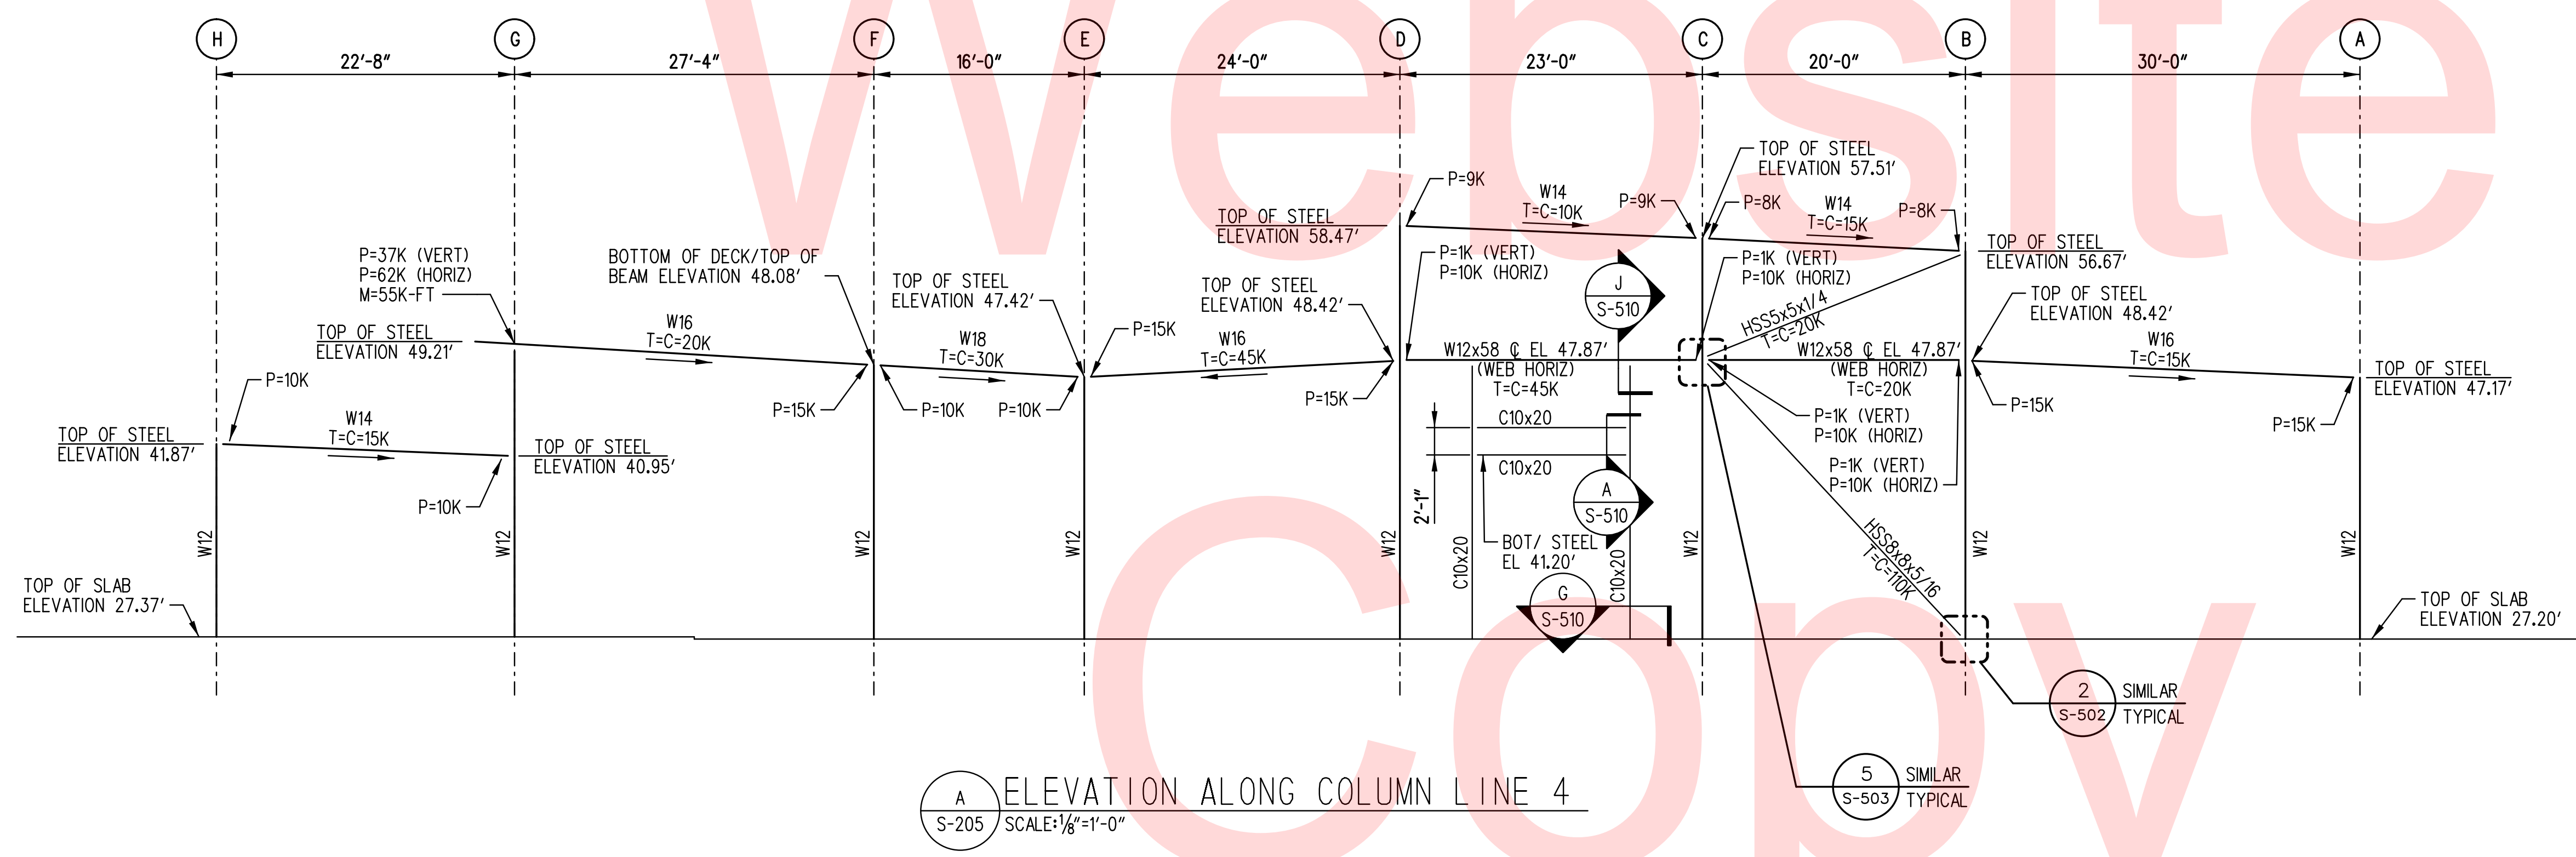 H
G
F
E
D
C
B
A
22'-8"
27'-4"
16'-0"
24'-0"
23'-0"
20'-0"
30'-0"
TOP OF STEEL
ELEVATION 57.51'
P=9K
W14
T=C=10K
P=9K
P=8K
W14
T=C=15K
P=8K
TOP OF STEEL
ELEVATION 58.47'
TOP OF STEEL
ELEVATION 56.67'
P=37K (VERT)
P=62K (HORIZ)
M=55K-FT
BOTTOM OF DECK/TOP OF
BEAM ELEVATION 48.08'
TOP OF STEEL
ELEVATION 47.42'
TOP OF STEEL
ELEVATION 48.42'
P=1K (VERT)
P=10K (HORIZ)
J
S-510
P=1K (VERT)
P=10K (HORIZ)
HSS5x5x1/4
T=C=20K
TOP OF STEEL
ELEVATION 48.42'
TOP OF STEEL
ELEVATION 49.21'
W16
T=C=20K
W18
T=C=30K
P=15K
W16
T=C=45K
W12x58 ℄ EL 47.87'
(WEB HORIZ)
T=C=45K
W12x58 ℄ EL 47.87'
(WEB HORIZ)
T=C=20K
W16
T=C=15K
TOP OF STEEL
ELEVATION 47.17'
P=10K
P=15K
P=10K
P=10K
P=15K
P=15K
P=15K
P=1K (VERT)
P=10K (HORIZ)
P=1K (VERT)
P=10K (HORIZ)
W14
T=C=15K
TOP OF STEEL
ELEVATION 41.87'
TOP OF STEEL
ELEVATION 40.95'
P=10K
C10x20
C10x20
2'-1"
A
S-510
BOT/ STEEL
EL 41.20'
C10x20
C10x20
G
S-510
HSS8x8x5/16
T=C=110K
W12
W12
W12
W12
W12
W12
W12
W12
TOP OF SLAB
ELEVATION 27.37'
TOP OF SLAB
ELEVATION 27.20'
2
S-502
SIMILAR
TYPICAL
5
S-503
SIMILAR
TYPICAL
A
S-205
ELEVATION ALONG COLUMN LINE 4
SCALE:1/8"=1'-0"
Website
Copy